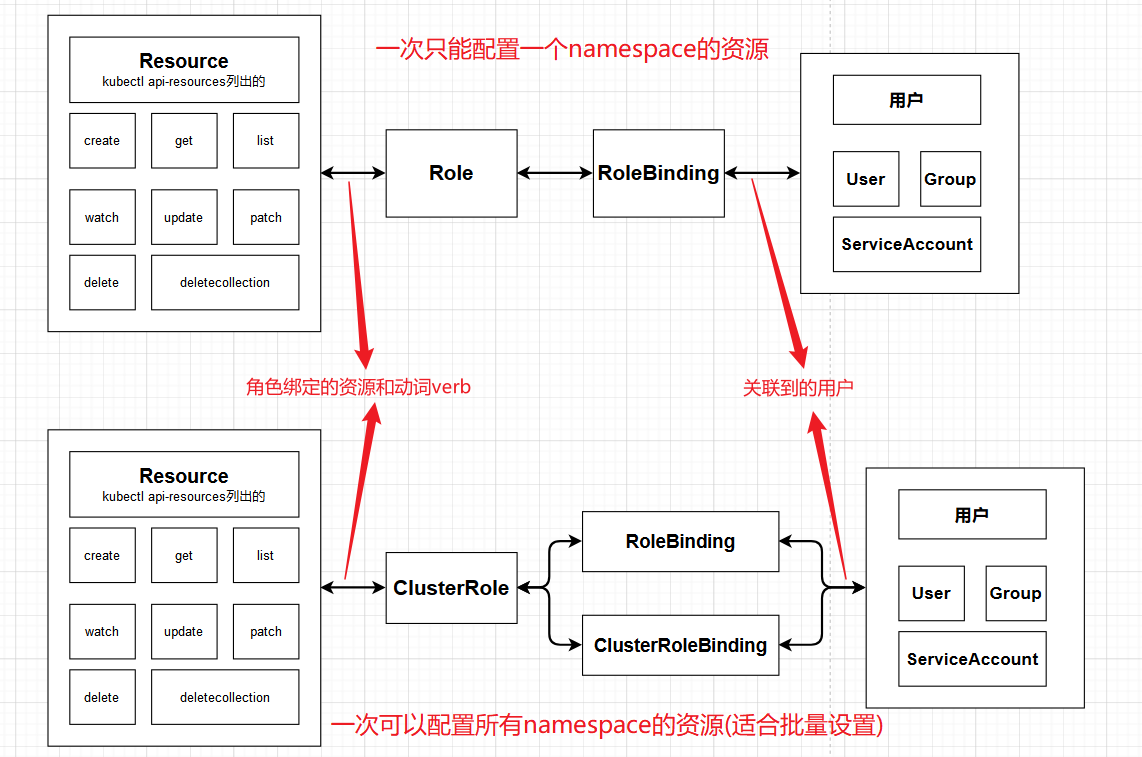 一次只能配置一个namespace的资源
Resource
kubectl api-resources列出的
create
get
list
watch
update
patch
delete
deletecollection
Role
RoleBinding
用户
User
Group
ServiceAccount
角色绑定的资源和动词verb
关联到的用户
Resource
kubectl api-resources列出的
create
get
list
watch
update
patch
delete
deletecollection
ClusterRole
RoleBinding
ClusterRoleBinding
用户
User
Group
ServiceAccount
一次可以配置所有namespace的资源(适合批量设置)